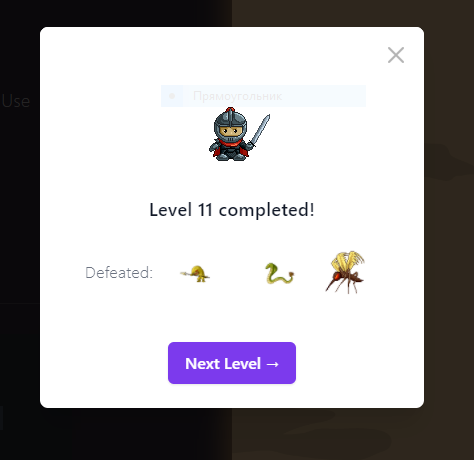 Use
Прямоугольник
Level 11 completed!
Defeated:
Next Level →